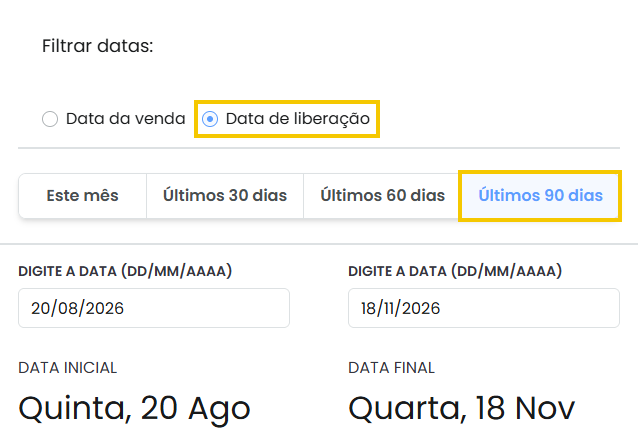 Filtrar datas:
Data da venda Data de liberação
Este mês Últimos 30 dias Últimos 60 dias Últimos 90 dias
DIGITE A DATA (DD/MM/AAAA) DIGITE A DATA (DD/MM/AAAA)
20/08/2026 18/11/2026
DATA INICIAL DATA FINAL
Quinta, 20 Ago Quarta, 18 Nov